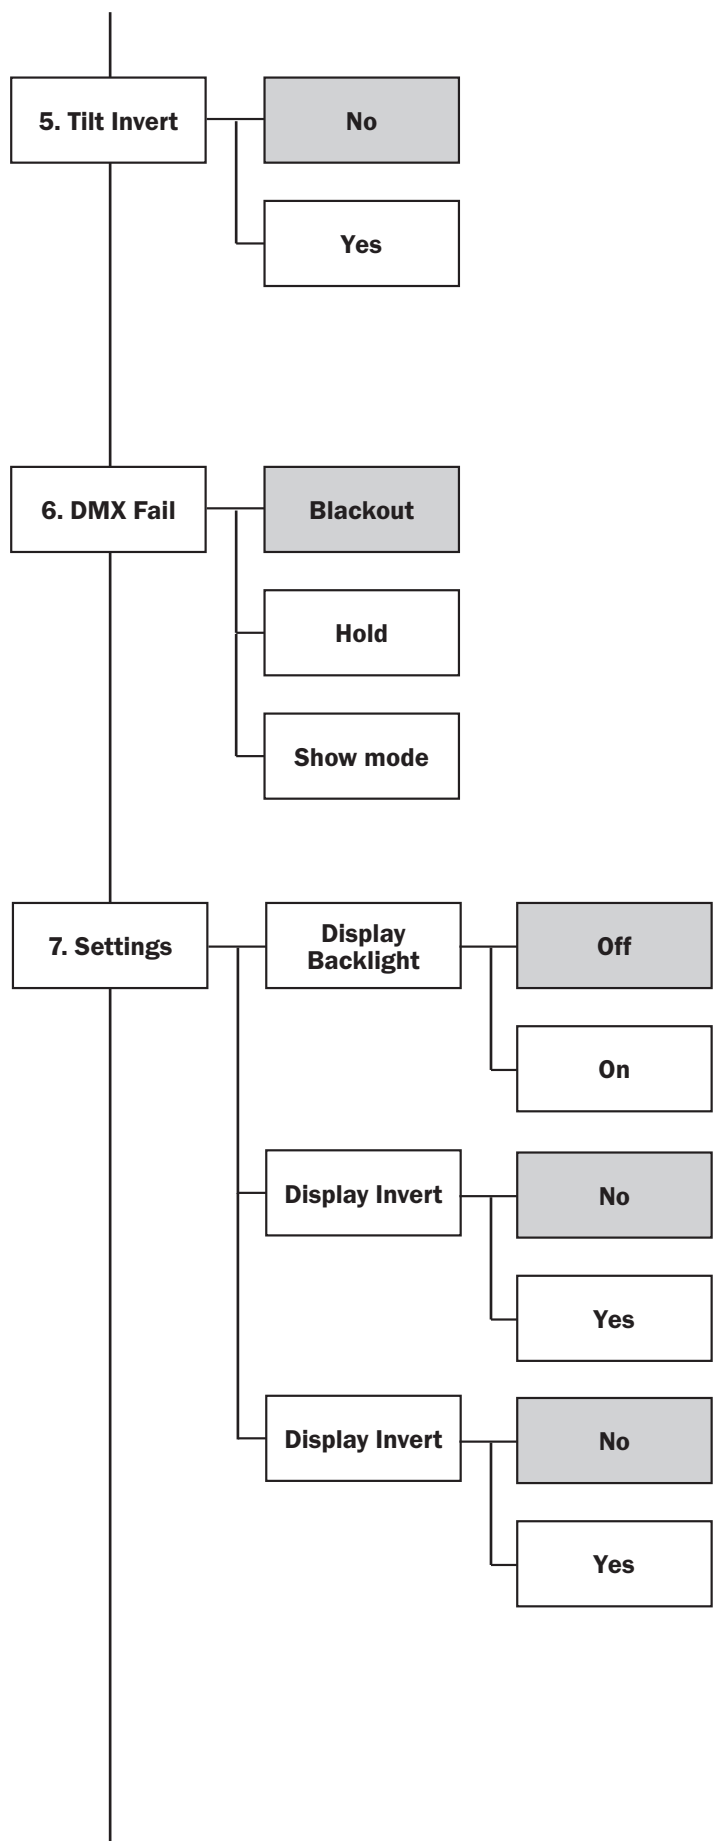 5. Tilt Invert
No
Yes
6. DMX Fail
Blackout
Hold
Show mode
7. Settings
Display
Backlight
Off
On
Display Invert
No
Yes
Display Invert
No
Yes